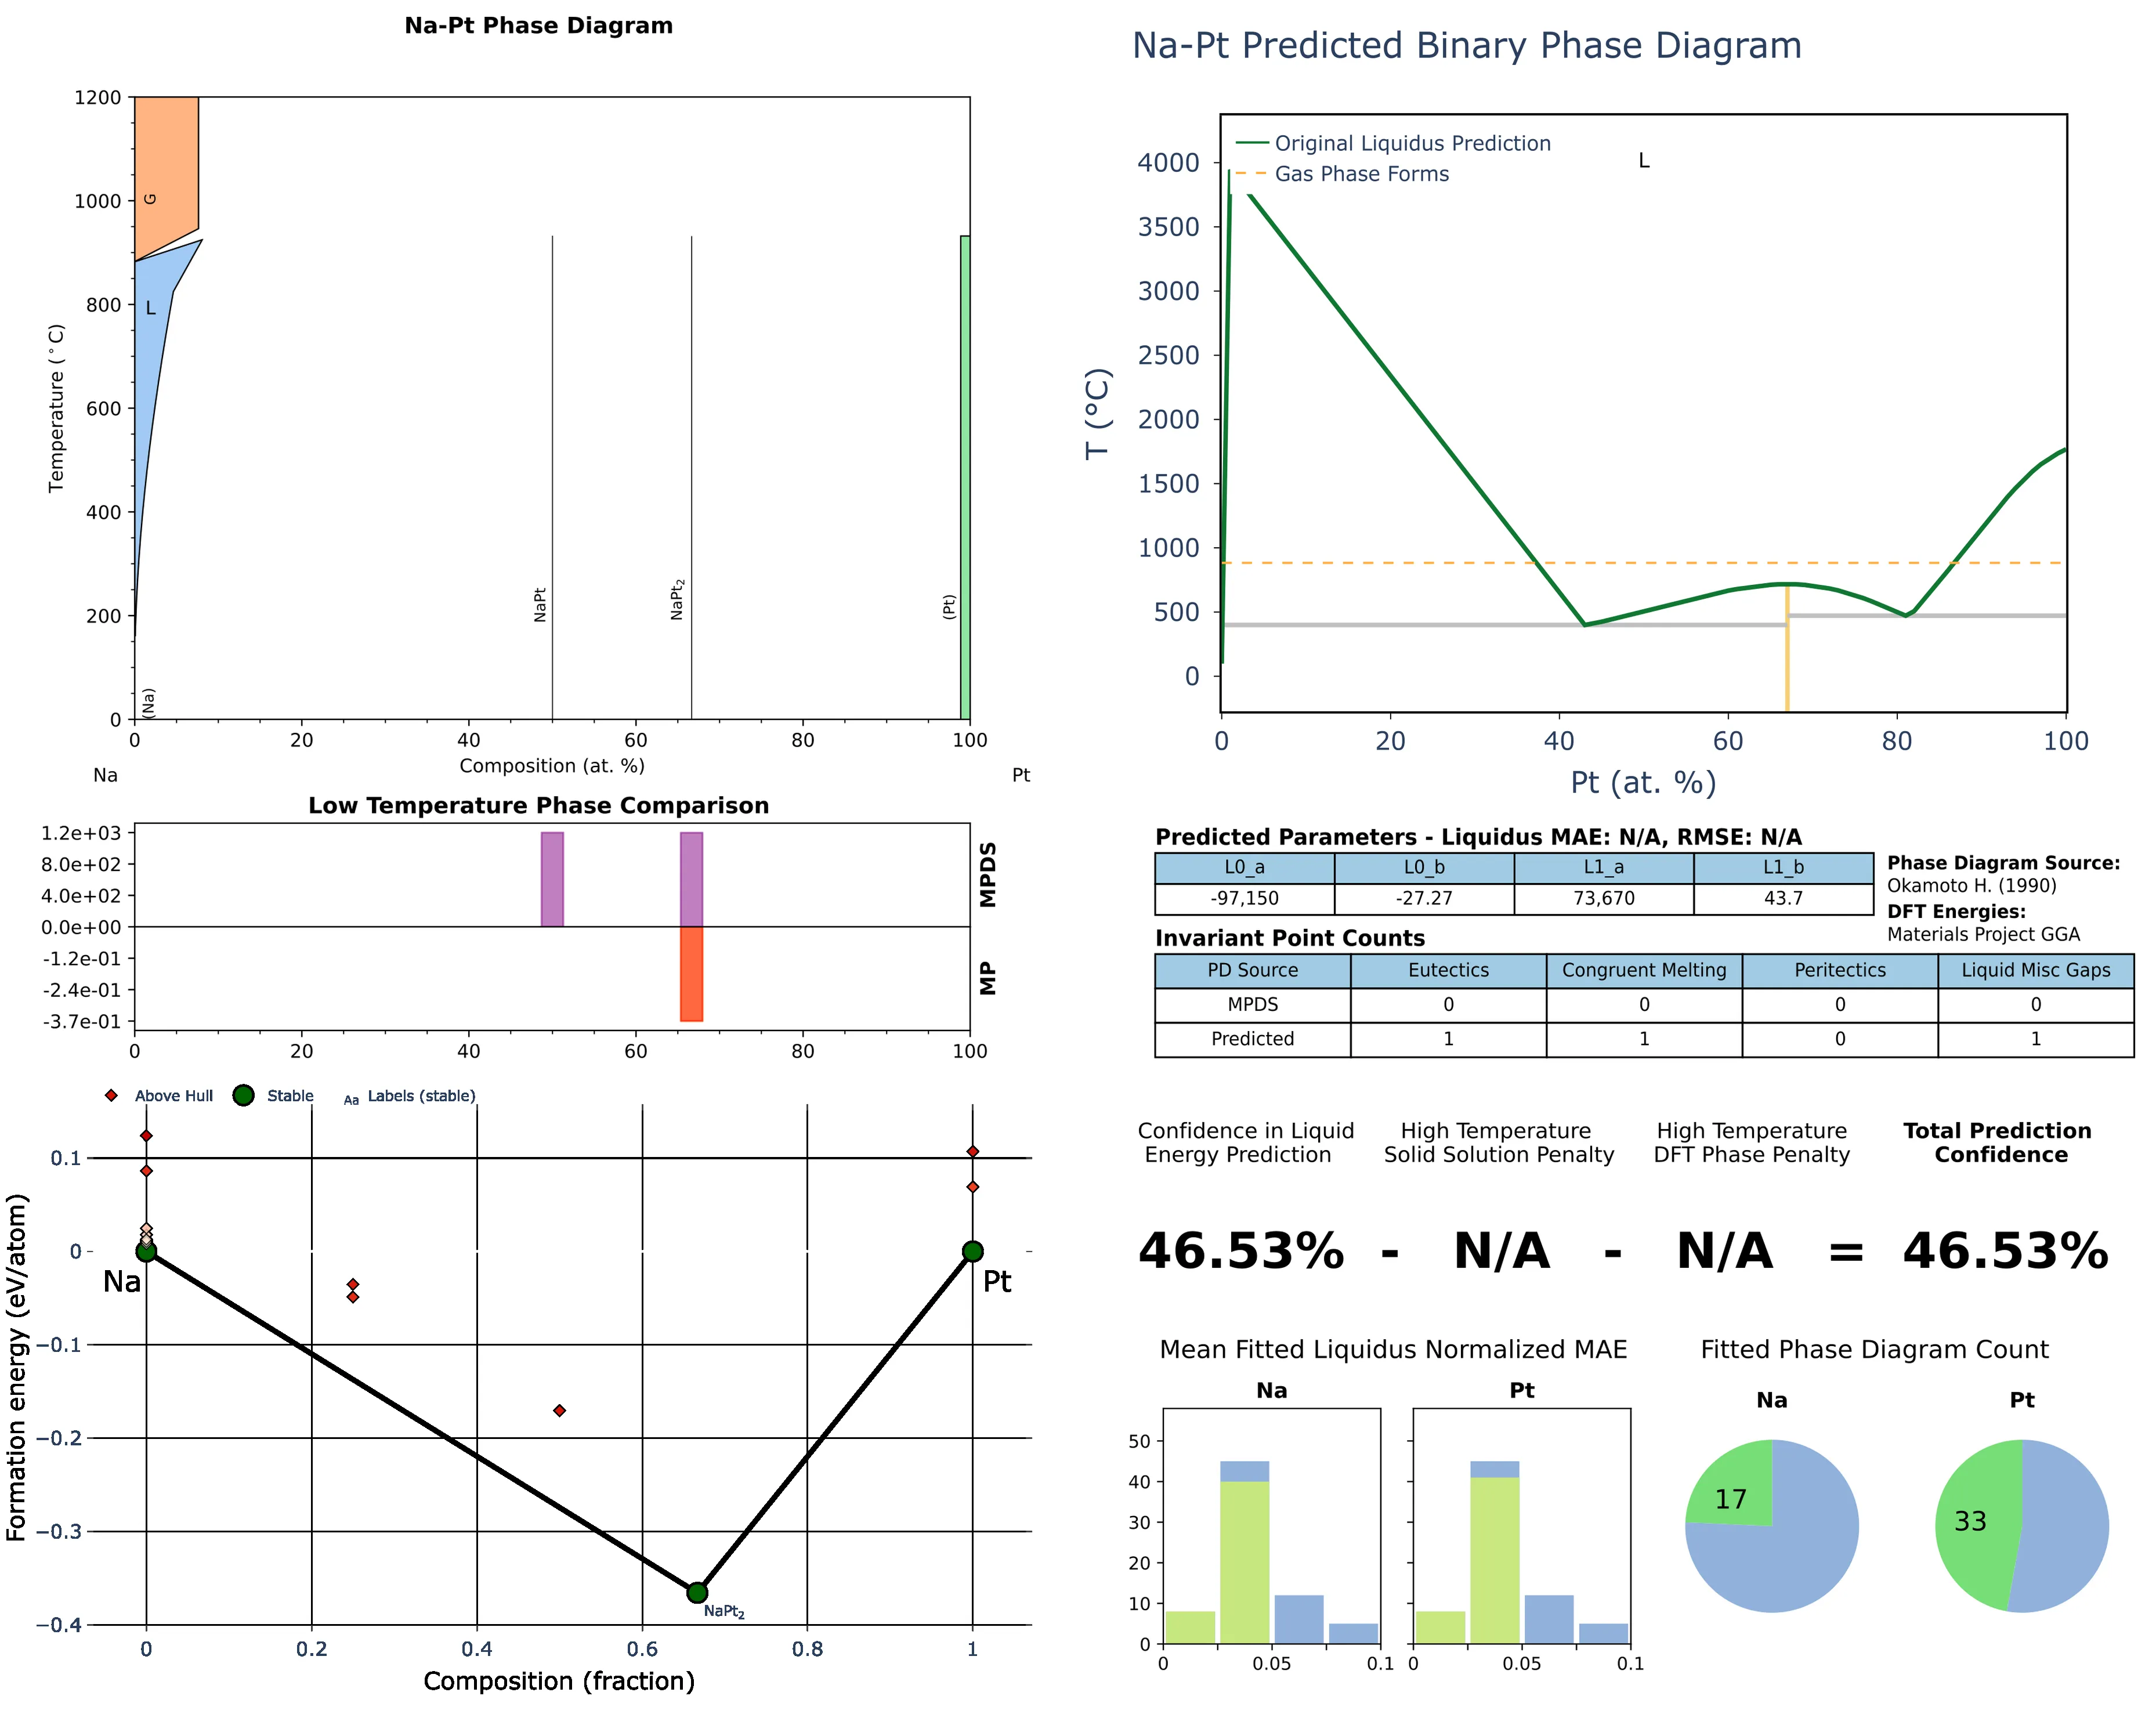 Na-Pt Phase Diagram
1200
1000
800
600
400
200
0
Temperature (°C)
G
L
(Na)
NaPt
NaPt2
(Pt)
0 20 40 60 80 100
Composition (at. %)
Na Pt
Low Temperature Phase Comparison
1.2e+03
8.0e+02
4.0e+02
0.0e+00
-1.2e-01
-2.4e-01
-3.7e-01
MPDS
MP
0 20 40 60 80 100
Above Hull Stable Aa Labels (stable)
0.1
0
−0.1
−0.2
−0.3
−0.4
Formation energy (eV/atom)
Na
Pt
NaPt2
0 0.2 0.4 0.6 0.8 1
Composition (fraction)
Na-Pt Predicted Binary Phase Diagram
Original Liquidus Prediction
Gas Phase Forms
L
4000
3500
3000
2500
2000
1500
1000
500
0
T (°C)
0 20 40 60 80 100
Pt (at. %)
Predicted Parameters - Liquidus MAE: N/A, RMSE: N/A
L0_a L0_b L1_a L1_b
-97,150 -27.27 73,670 43.7
Phase Diagram Source:
Okamoto H. (1990)
DFT Energies:
Materials Project GGA
Invariant Point Counts
PD Source Eutectics Congruent Melting Peritectics Liquid Misc Gaps
MPDS 0 0 0 0
Predicted 1 1 0 1
Confidence in Liquid
Energy Prediction
High Temperature
Solid Solution Penalty
High Temperature
DFT Phase Penalty
Total Prediction
Confidence
46.53% - N/A - N/A = 46.53%
Mean Fitted Liquidus Normalized MAE
Na Pt
50
40
30
20
10
0
0 0.05 0.1 0 0.05 0.1
Fitted Phase Diagram Count
Na Pt
17 33